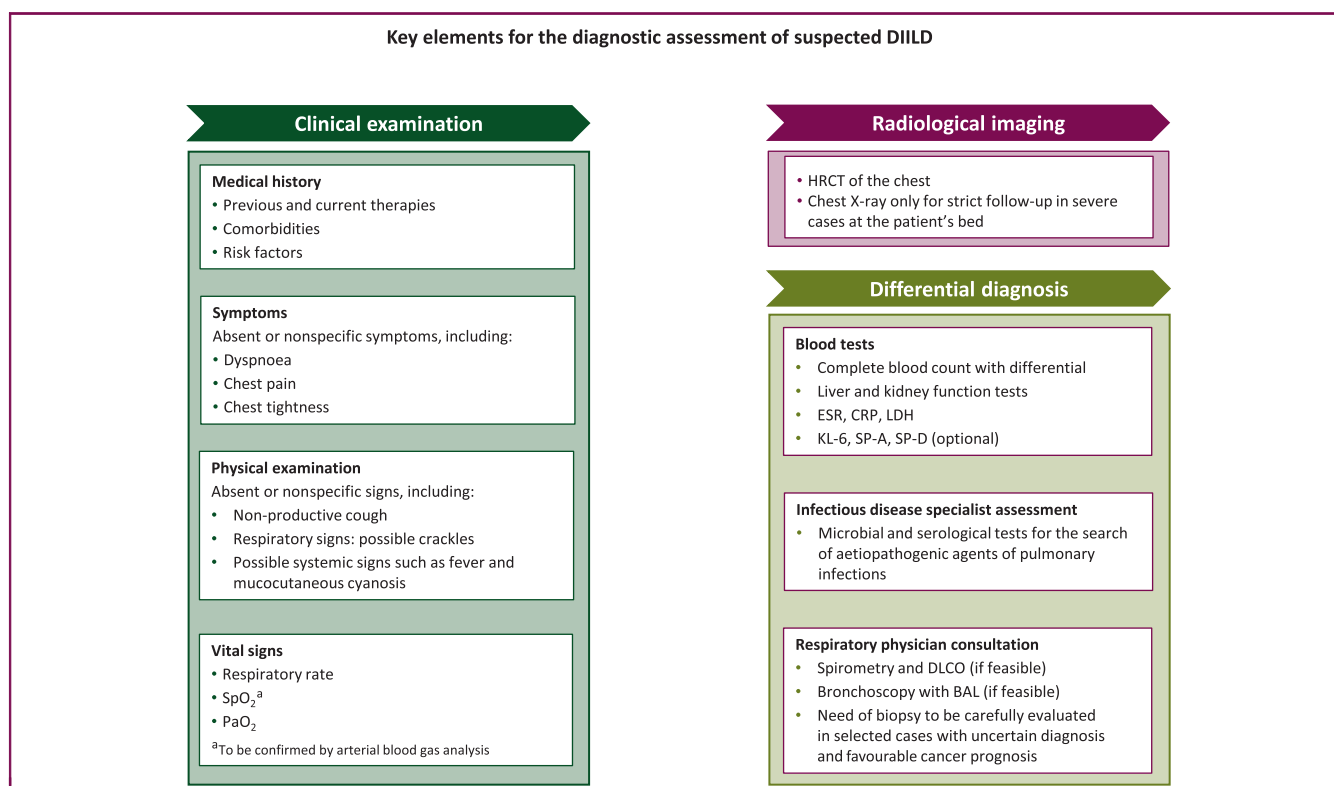 Key elements for the diagnostic assessment of suspected DIILD
Clinical examination
Medical history
• Previous and current therapies
• Comorbidities
• Risk factors
Symptoms
Absent or nonspecific symptoms, including:
• Dyspnoea
• Chest pain
• Chest tightness
Physical examination
Absent or nonspecific signs, including:
• Non-productive cough
• Respiratory signs: possible crackles
• Possible systemic signs such as fever and
mucocutaneous cyanosis
Vital signs
• Respiratory rate
• SpO₂ᵃ
• PaO₂
ᵃTo be confirmed by arterial blood gas analysis
Radiological imaging
• HRCT of the chest
• Chest X-ray only for strict follow-up in severe
cases at the patient’s bed
Differential diagnosis
Blood tests
• Complete blood count with differential
• Liver and kidney function tests
• ESR, CRP, LDH
• KL-6, SP-A, SP-D (optional)
Infectious disease specialist assessment
• Microbial and serological tests for the search
of aetiopathogenic agents of pulmonary
infections
Respiratory physician consultation
• Spirometry and DLCO (if feasible)
• Bronchoscopy with BAL (if feasible)
• Need of biopsy to be carefully evaluated
in selected cases with uncertain diagnosis
and favourable cancer prognosis